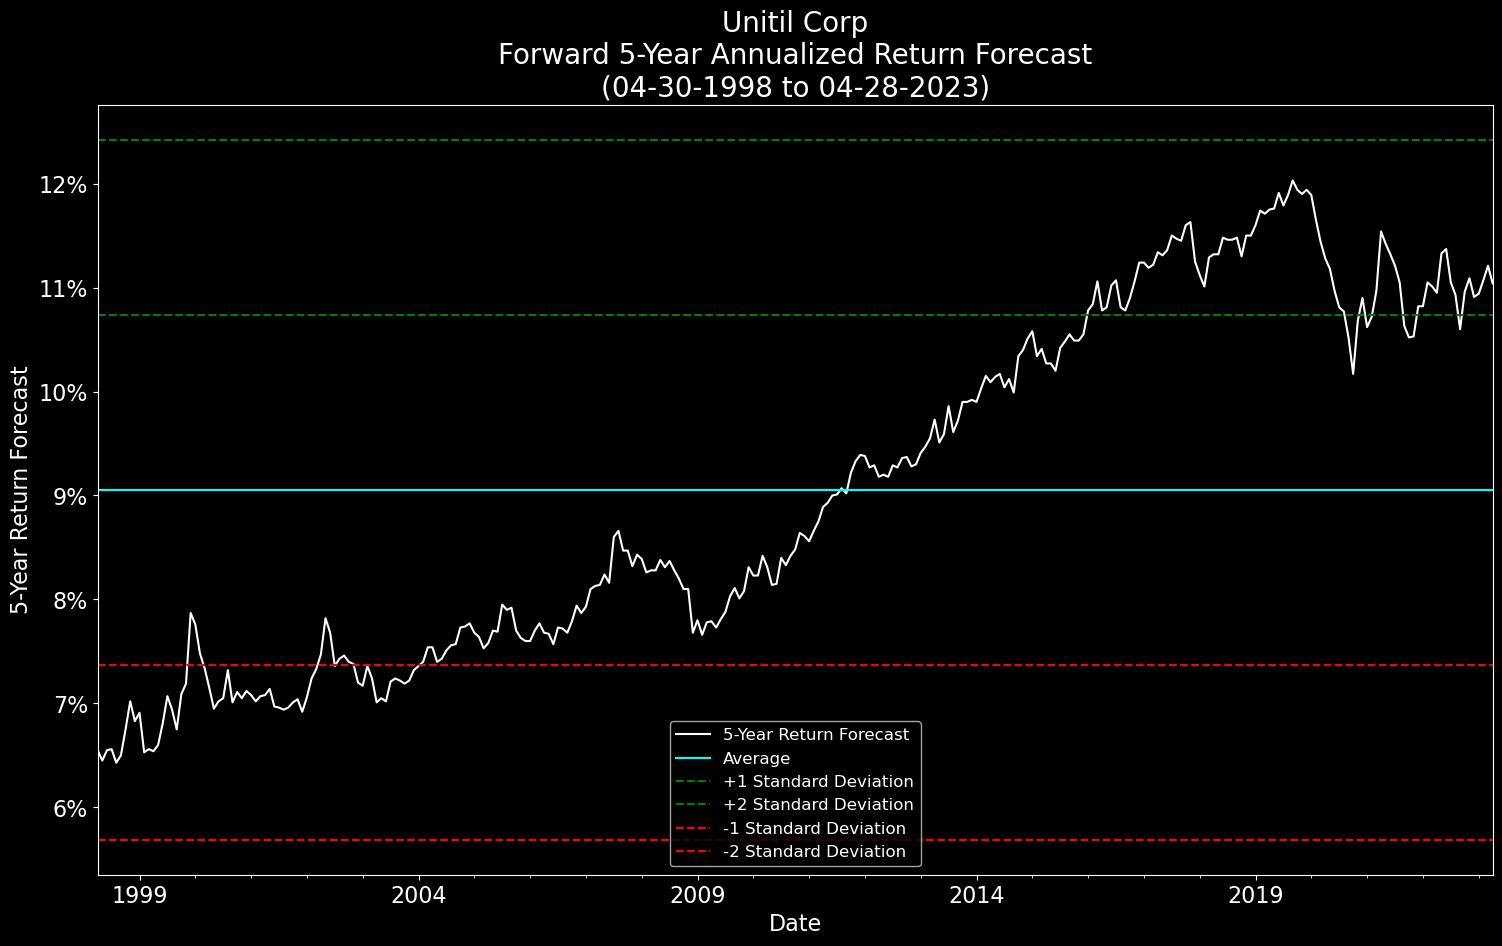 Unitil Corp
Forward 5-Year Annualized Return Forecast
(04-30-1998 to 04-28-2023)
5-Year Return Forecast
12%
11%
10%
9%
8%
7%
6%
5-Year Return Forecast
Average
+1 Standard Deviation
+2 Standard Deviation
-1 Standard Deviation
-2 Standard Deviation
1999
2004
2009
2014
2019
Date